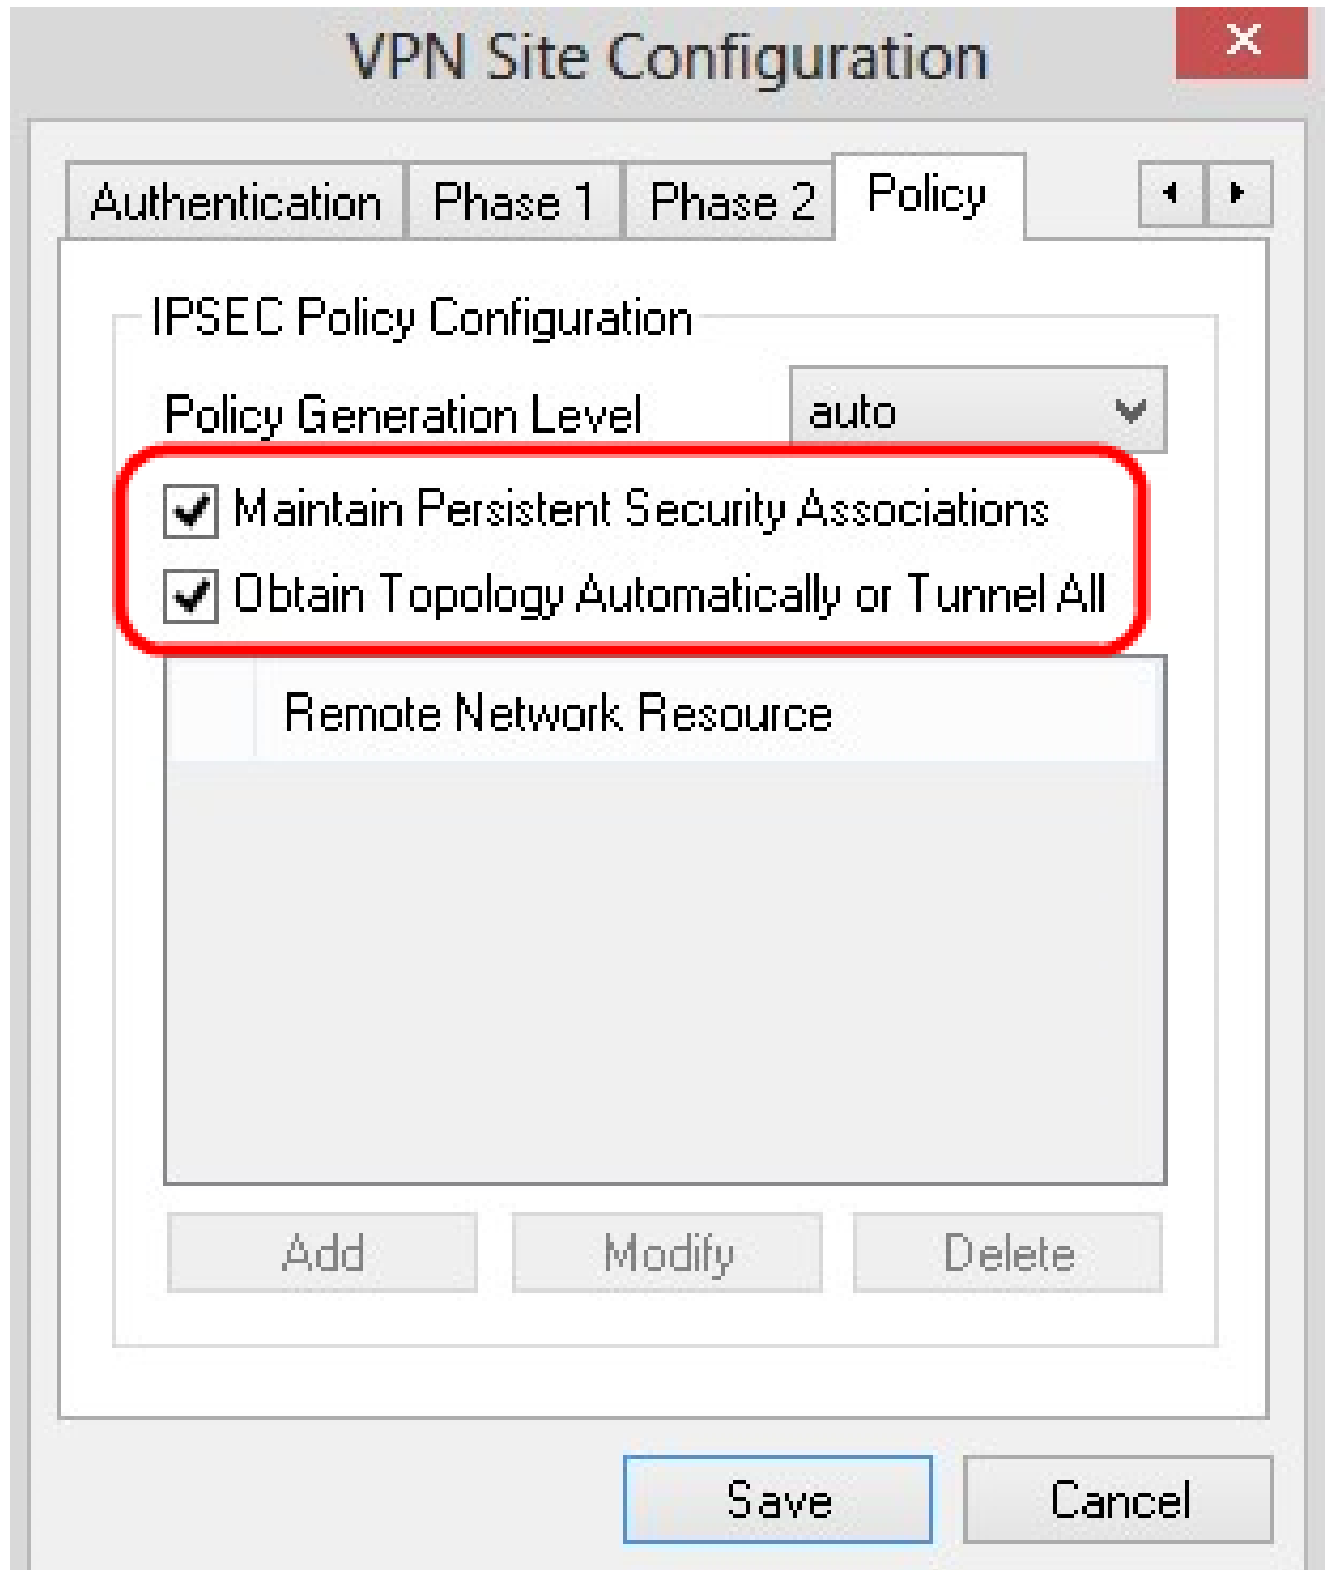 VPN Site Configuration
Authentication
Phase 1
Phase 2
Policy
IPSEC Policy Configuration
Policy Generation Level
auto
Maintain Persistent Security Associations
Obtain Topology Automatically or Tunnel All
Remote Network Resource
Add
Modify
Delete
Save
Cancel